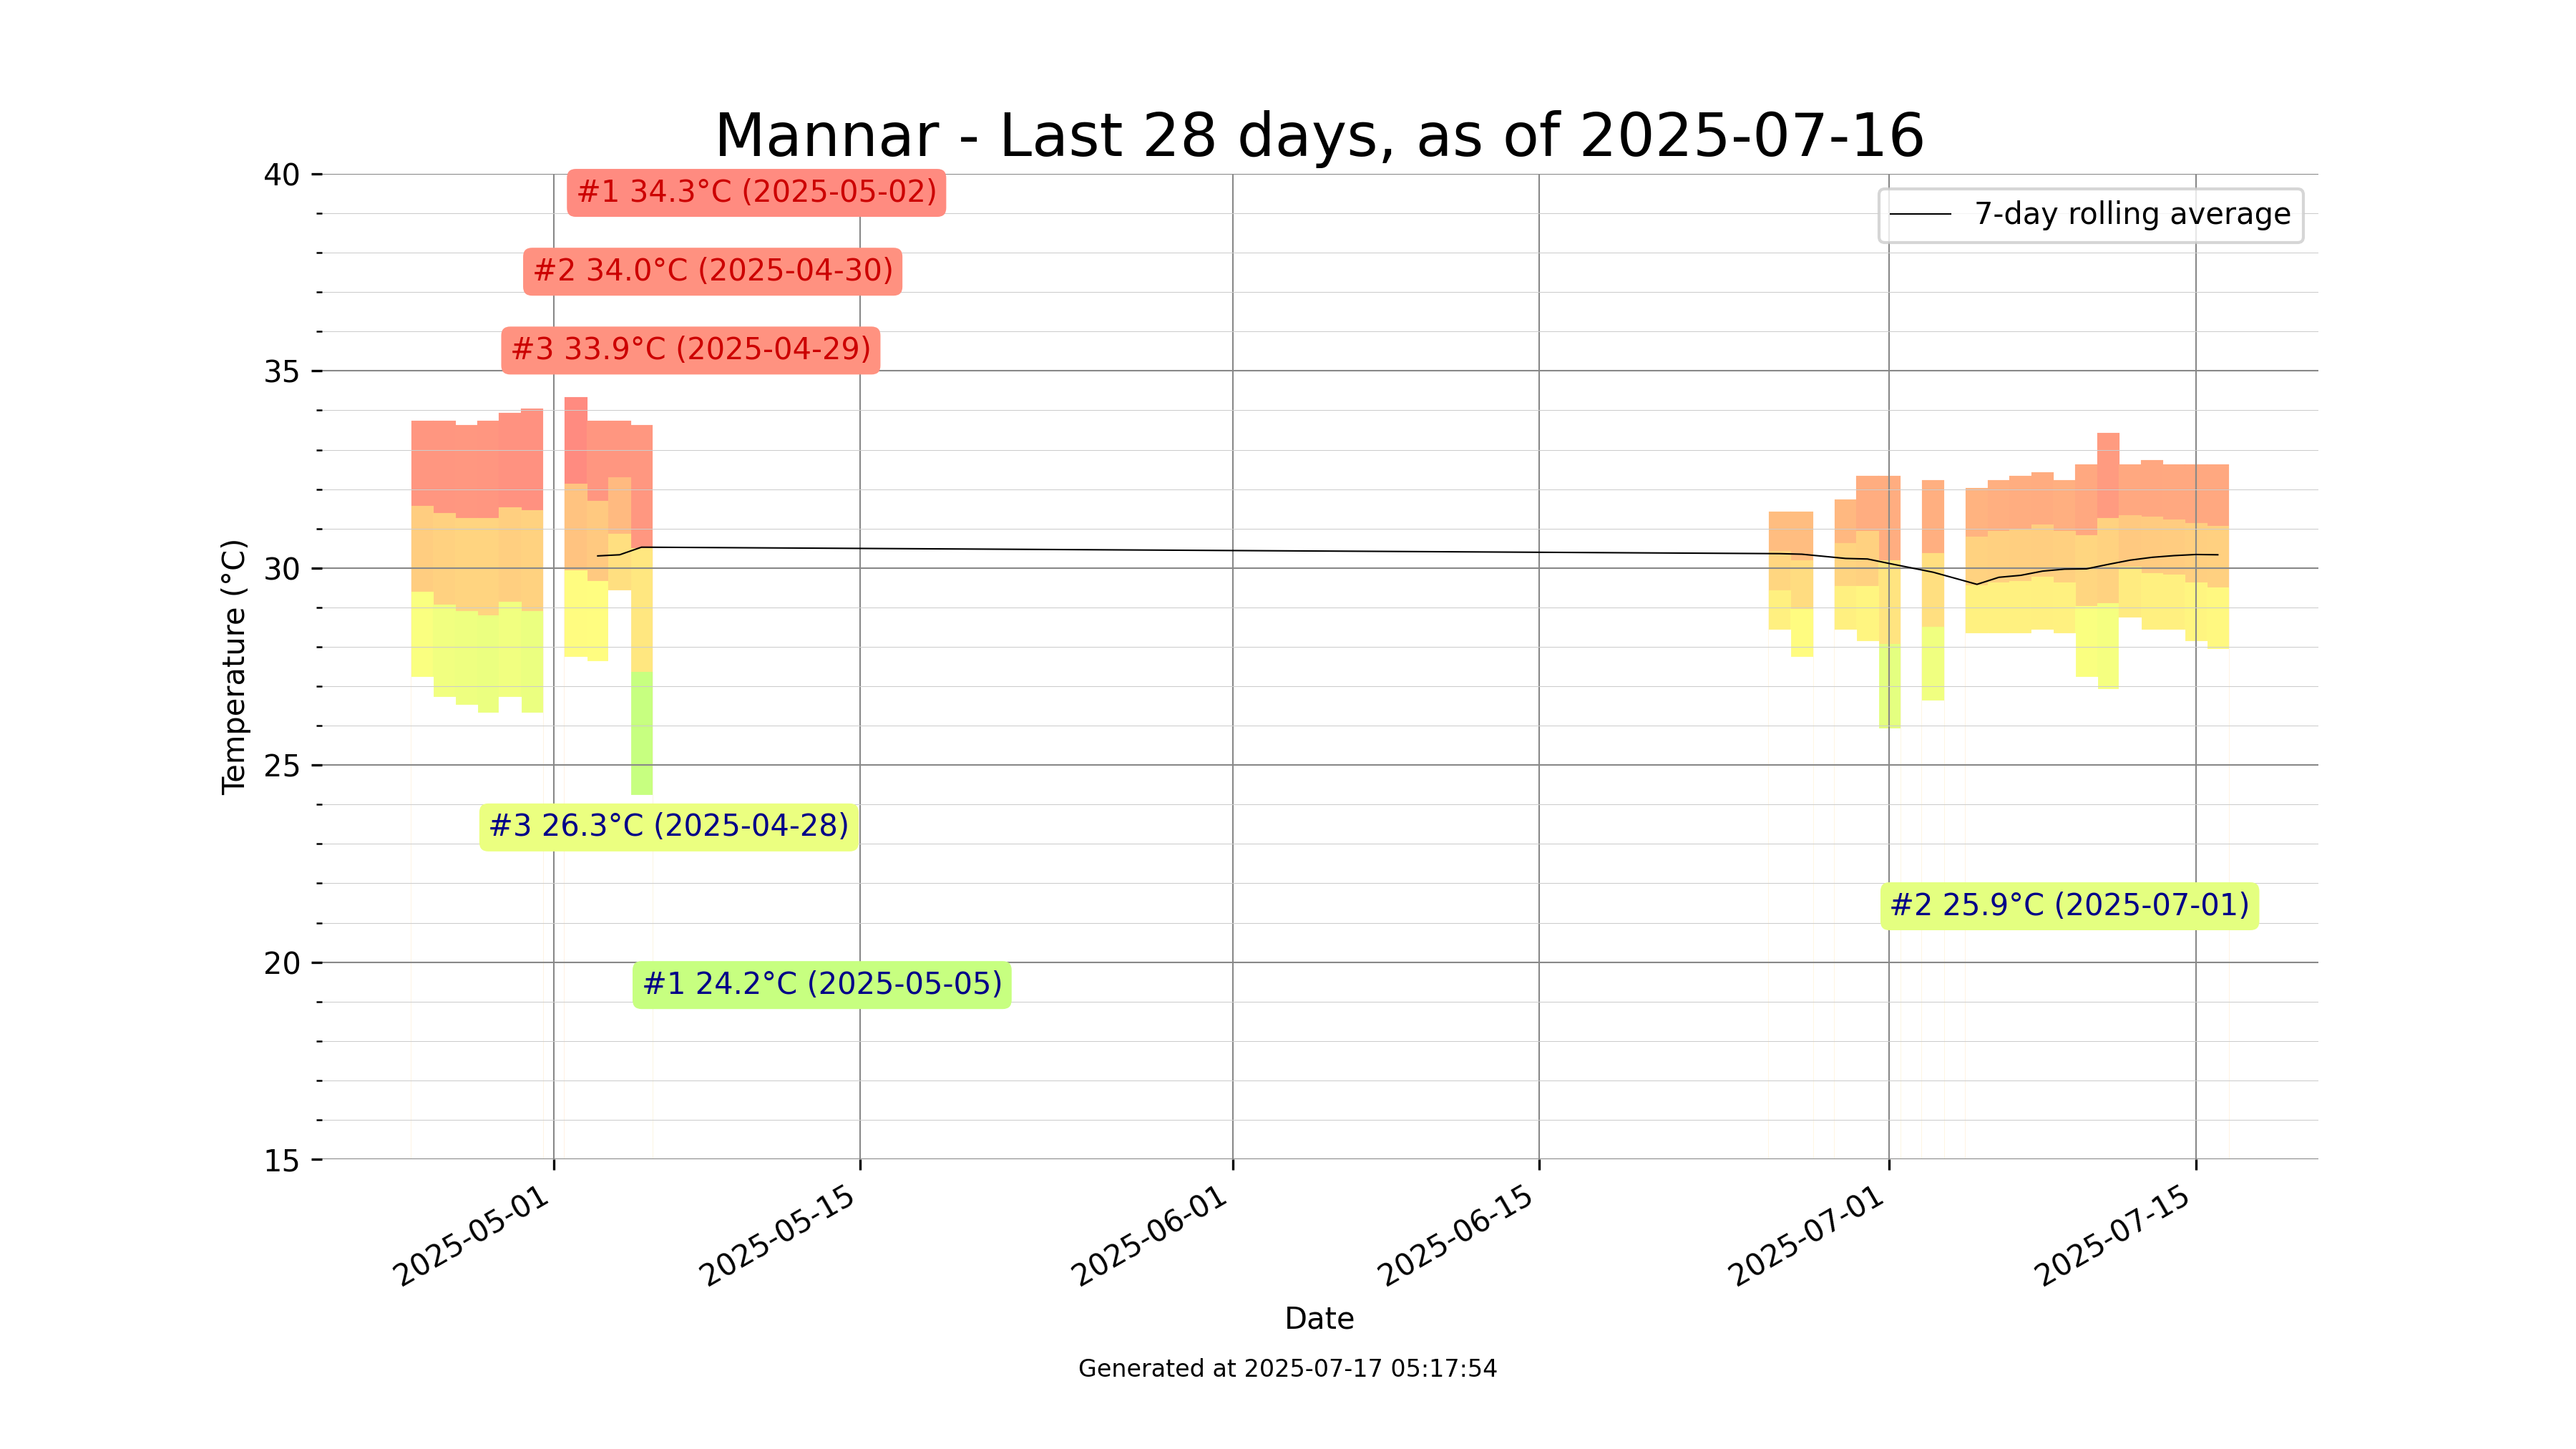 Mannar - Last 28 days, as of 2025-07-16
40
35
30
25
20
15
Temperature (°C)
#1 34.3°C (2025-05-02)
#2 34.0°C (2025-04-30)
#3 33.9°C (2025-04-29)
7-day rolling average
#3 26.3°C (2025-04-28)
#2 25.9°C (2025-07-01)
#1 24.2°C (2025-05-05)
2025-05-01
2025-05-15
2025-06-01
2025-06-15
2025-07-01
2025-07-15
Date
Generated at 2025-07-17 05:17:54